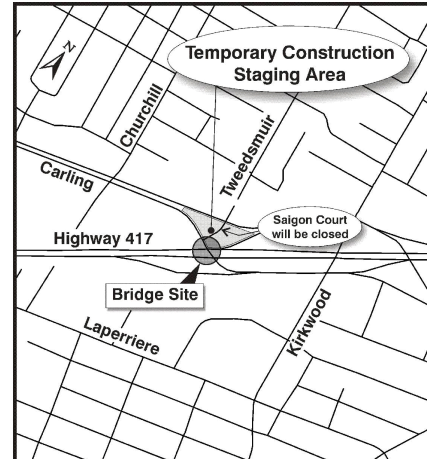 N
Temporary Construction
Staging Area
Churchill
Tweedsmuir
Carling
Saigon Court
will be closed
Highway 417
Bridge Site
Laperriere
Kirkwood